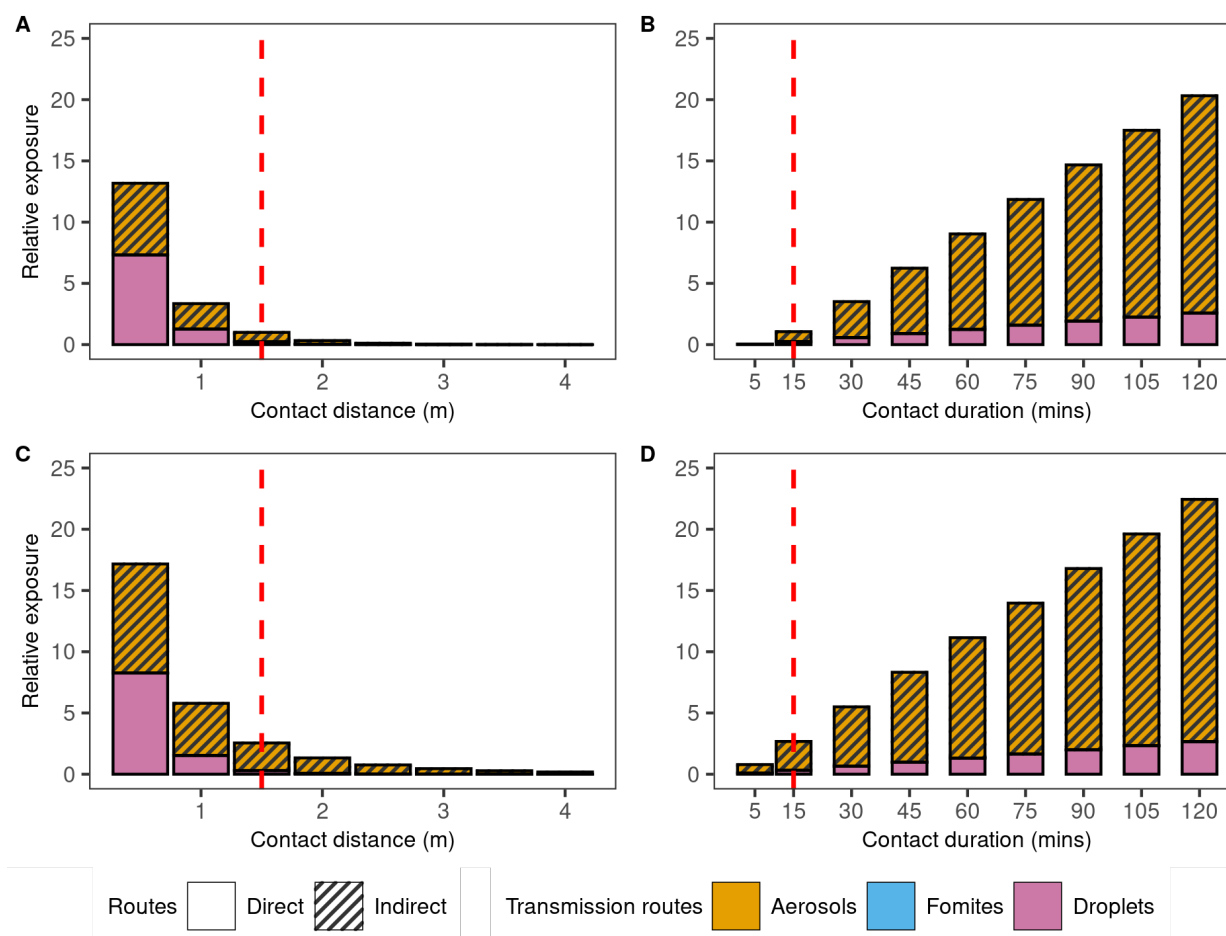 A
B
Relative exposure
25
20
15
10
5
0
1 2 3 4
Contact distance (m)
25
20
15
10
5
0
5 15 30 45 60 75 90 105 120
Contact duration (mins)
C
D
Relative exposure
25
20
15
10
5
0
1 2 3 4
Contact distance (m)
25
20
15
10
5
0
5 15 30 45 60 75 90 105 120
Contact duration (mins)
Routes Direct Indirect Transmission routes Aerosols Fomites Droplets